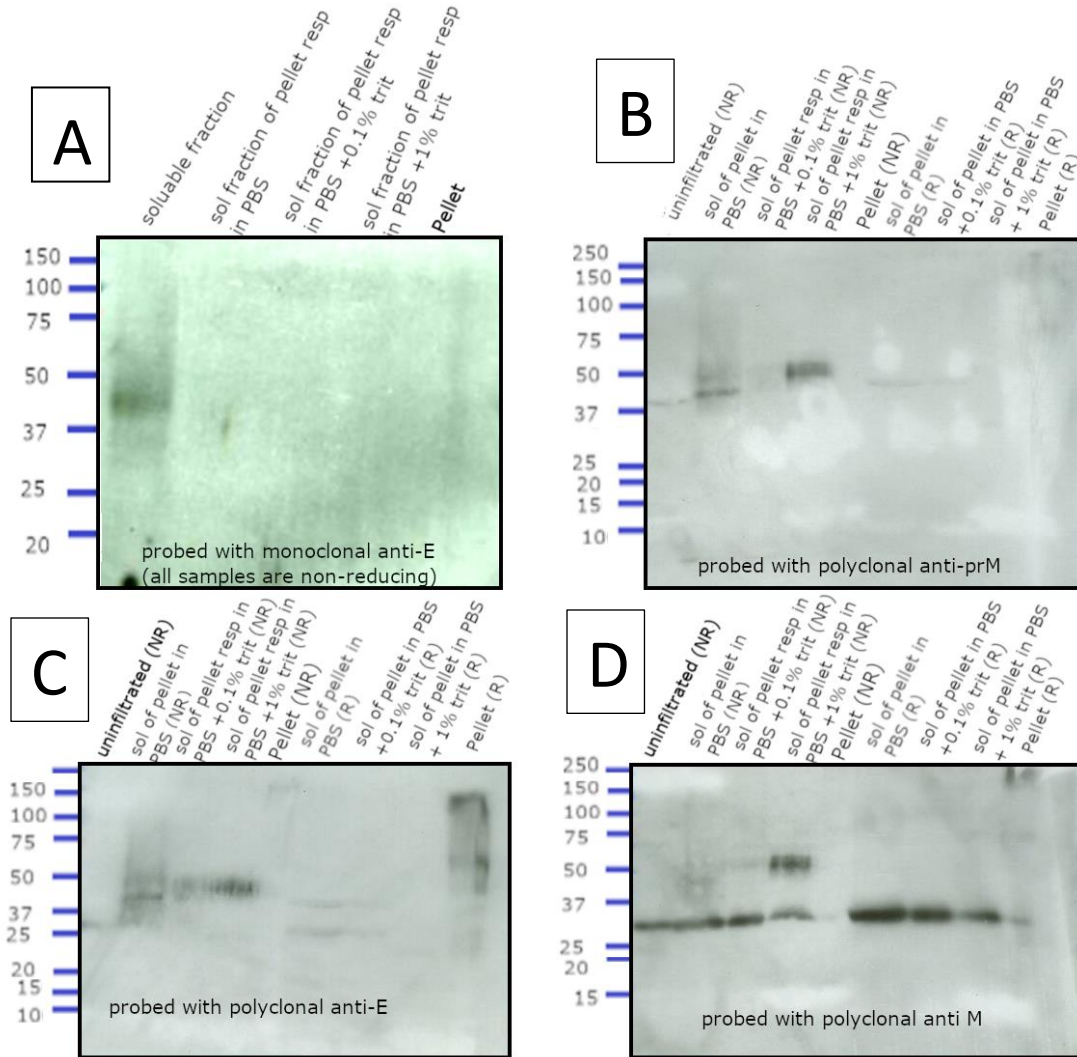 A
soluable fraction
sol fraction of pellet resp
in PBS
sol fraction of pellet resp
in PBS +0.1% trit
sol fraction of pellet resp
in PBS +1% trit
Pellet
150
100
75
50
37
25
20
probed with monoclonal anti-E
(all samples are non-reducing)
B
uninfiltrated (NR)
sol of pellet in
PBS (NR)
sol of pellet resp in
PBS +0.1% trit (NR)
sol of pellet resp in
PBS +1% trit (NR)
Pellet (NR)
sol of pellet in
PBS (R)
sol of pellet in PBS
+0.1% trit (R)
sol of pellet in PBS
+ 1% trit (R)
Pellet (R)
250
150
100
75
50
37
25
20
15
10
probed with polyclonal anti-prM
C
uninfiltrated (NR)
sol of pellet in
PBS (NR)
sol of pellet resp in
PBS +0.1% trit (NR)
sol of pellet resp in
PBS +1% trit (NR)
Pellet (NR)
sol of pellet in
PBS (R)
sol of pellet in PBS
+0.1% trit (R)
sol of pellet in PBS
+ 1% trit (R)
Pellet (R)
150
100
75
50
37
25
20
15
10
probed with polyclonal anti-E
D
uninfiltrated (NR)
sol of pellet in
PBS (NR)
sol of pellet resp in
PBS +0.1% trit (NR)
sol of pellet resp in
PBS +1% trit (NR)
Pellet (NR)
sol of pellet in
PBS (R)
sol of pellet in PBS
+0.1% trit (R)
sol of pellet in PBS
+ 1% trit (R)
Pellet (R)
250
150
100
75
50
37
25
20
15
probed with polyclonal anti M